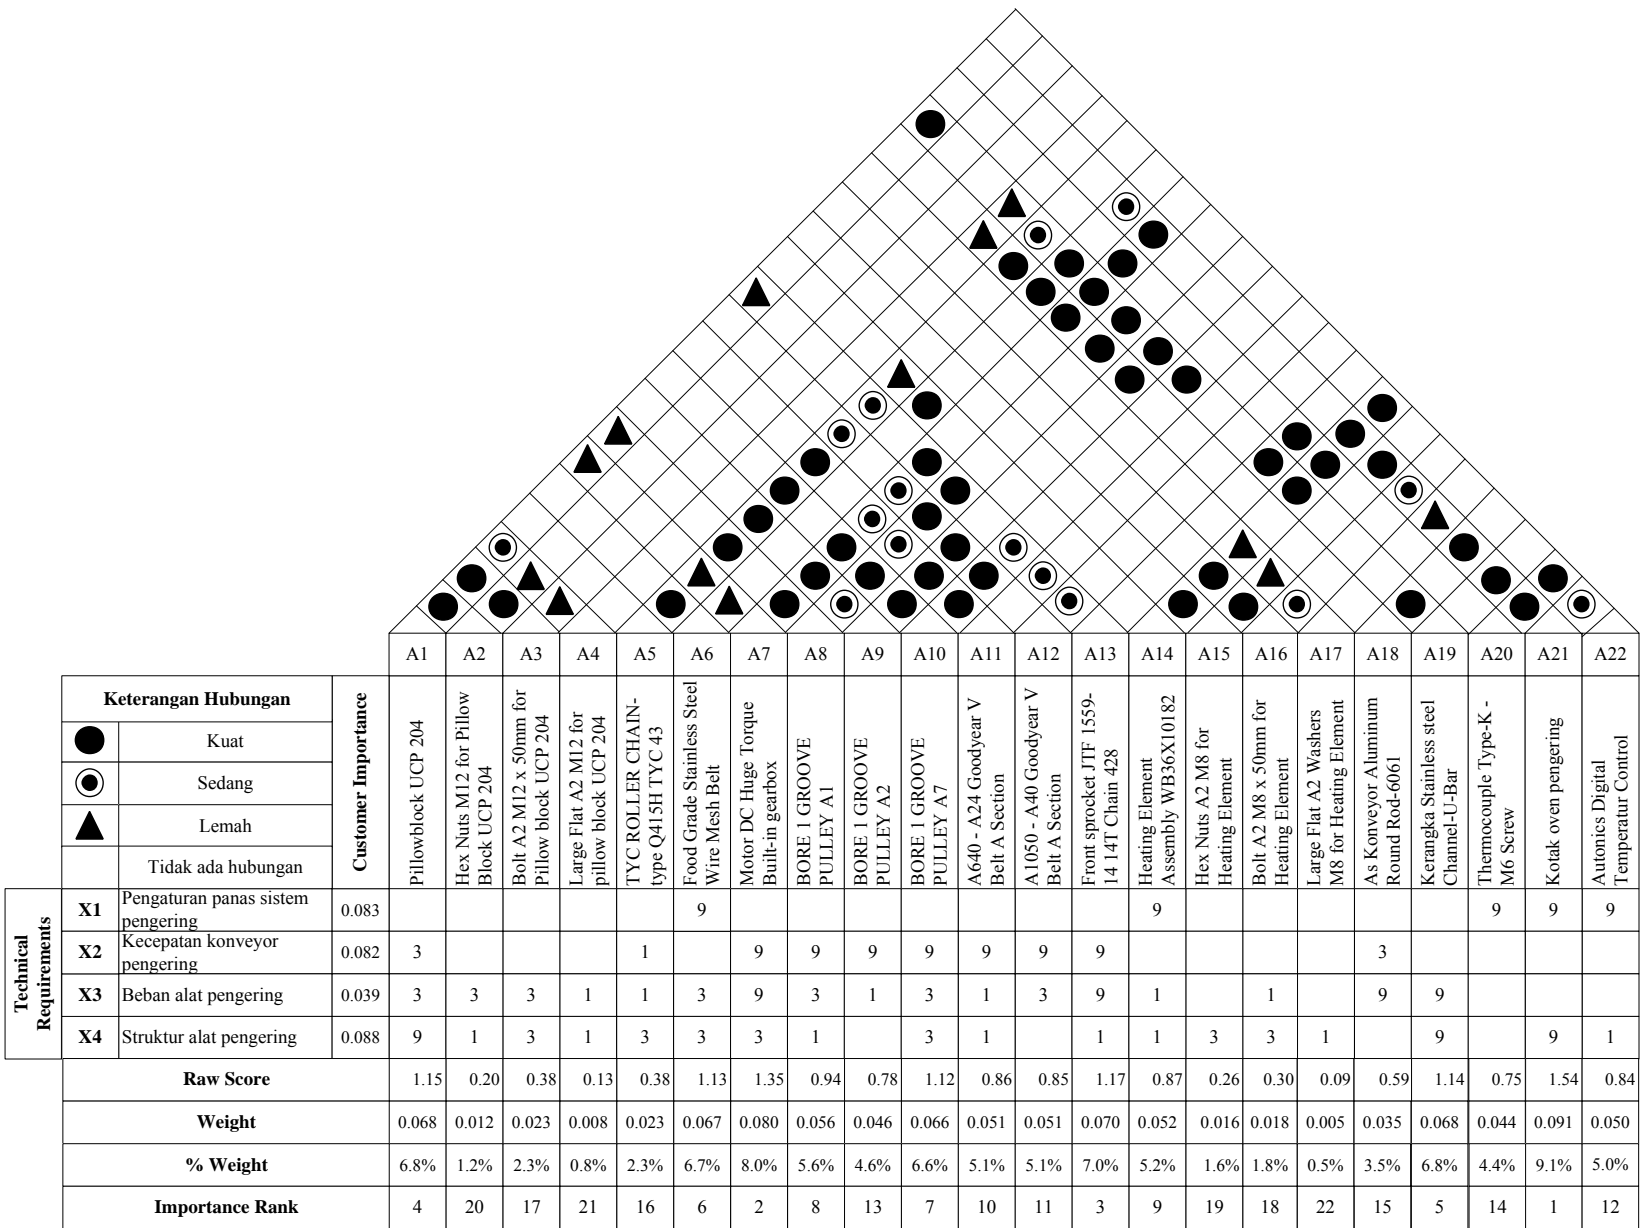 A1 A2 A3 A4 A5 A6 A7 A8 A9 A10 A11 A12 A13 A14 A15 A16 A17 A18 A19 A20 A21 A22
Keterangan Hubungan
Kuat
Sedang
Lemah
Tidak ada hubungan
Customer Importance
Pillowblock UCP 204
Hex Nuts M12 for Pillow
Block UCP 204
Bolt A2 M12 x 50mm for
Pillow block UCP 204
Large Flat A2 M12 for
pillow block UCP 204
TYC ROLLER CHAIN-
type Q415H TYC 43
Food Grade Stainless Steel
Wire Mesh Belt
Motor DC Huge Torque
Built-in gearbox
BORE 1 GROOVE
PULLEY A1
BORE 1 GROOVE
PULLEY A2
BORE 1 GROOVE
PULLEY A7
A640 - A24 Goodyear V
Belt A Section
A1050 - A40 Goodyear V
Belt A Section
Front sprocket JTF 1559-
14 14T Chain 428
Heating Element
Assembly WB36X10182
Hex Nuts A2 M8 for
Heating Element
Bolt A2 M8 x 50mm for
Heating Element
Large Flat A2 Washers
M8 for Heating Element
As Konveyor Aluminum
Round Rod-6061
Kerangka Stainless steel
Channel-U-Bar
Thermocouple Type-K -
M6 Screw
Kotak oven pengering
Autonics Digital
Temperatur Control
Technical
Requirements
X1 Pengaturan panas sistem
pengering 0.083 9 9 9 9 9
X2 Kecepatan konveyor
pengering 0.082 3 1 9 9 9 9 9 9 9 3
X3 Beban alat pengering 0.039 3 3 3 1 1 3 9 3 1 3 1 3 9 1 1 9 9
X4 Struktur alat pengering 0.088 9 1 3 1 3 3 3 1 3 1 1 1 3 3 1 9 9 1
Raw Score 1.15 0.20 0.38 0.13 0.38 1.13 1.35 0.94 0.78 1.12 0.86 0.85 1.17 0.87 0.26 0.30 0.09 0.59 1.14 0.75 1.54 0.84
Weight 0.068 0.012 0.023 0.008 0.023 0.067 0.080 0.056 0.046 0.066 0.051 0.051 0.070 0.052 0.016 0.018 0.005 0.035 0.068 0.044 0.091 0.050
% Weight 6.8% 1.2% 2.3% 0.8% 2.3% 6.7% 8.0% 5.6% 4.6% 6.6% 5.1% 5.1% 7.0% 5.2% 1.6% 1.8% 0.5% 3.5% 6.8% 4.4% 9.1% 5.0%
Importance Rank 4 20 17 21 16 6 2 8 13 7 10 11 3 9 19 18 22 15 5 14 1 12